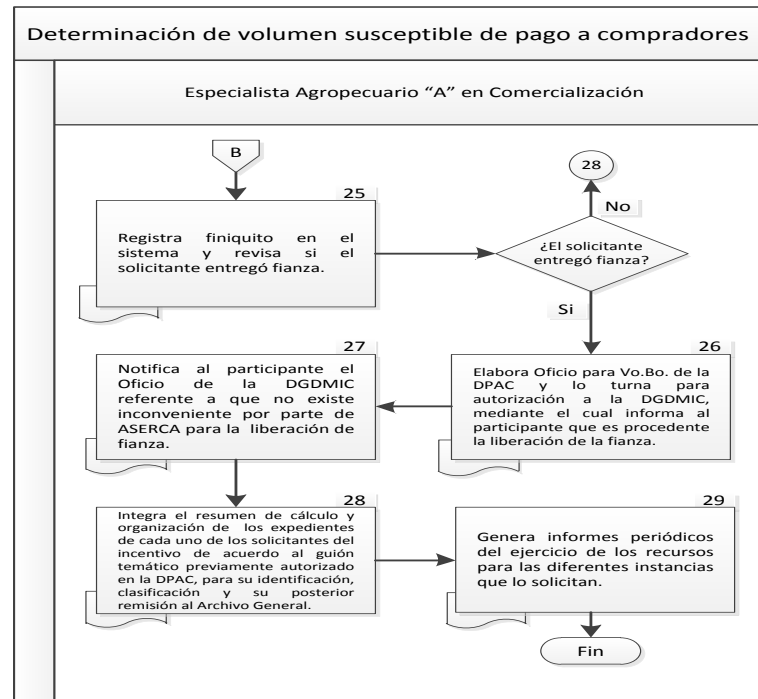 Determinación de volumen susceptible de pago a compradores
Especialista Agropecuario “A” en Comercialización
B
25
Registra finiquito en el
sistema y revisa si el
solicitante entregó fianza.
28
No
¿El solicitante
entregó fianza?
Si
26
Elabora Oficio para Vo.Bo. de la
DPAC y lo turna para
autorización a la DGDMIC,
mediante el cual informa al
participante que es procedente
la liberación de la fianza.
27
Notifica al participante el
Oficio de la DGDMIC
referente a que no existe
inconveniente por parte de
ASERCA para la liberación de
fianza.
28
Integra el resumen de cálculo y
organización de los expedientes
de cada uno de los solicitantes del
incentivo de acuerdo al guión
temático previamente autorizado
en la DPAC, para su identificación,
clasificación y su posterior
remisión al Archivo General.
29
Genera informes periódicos
del ejercicio de los recursos
para las diferentes instancias
que lo solicitan.
Fin